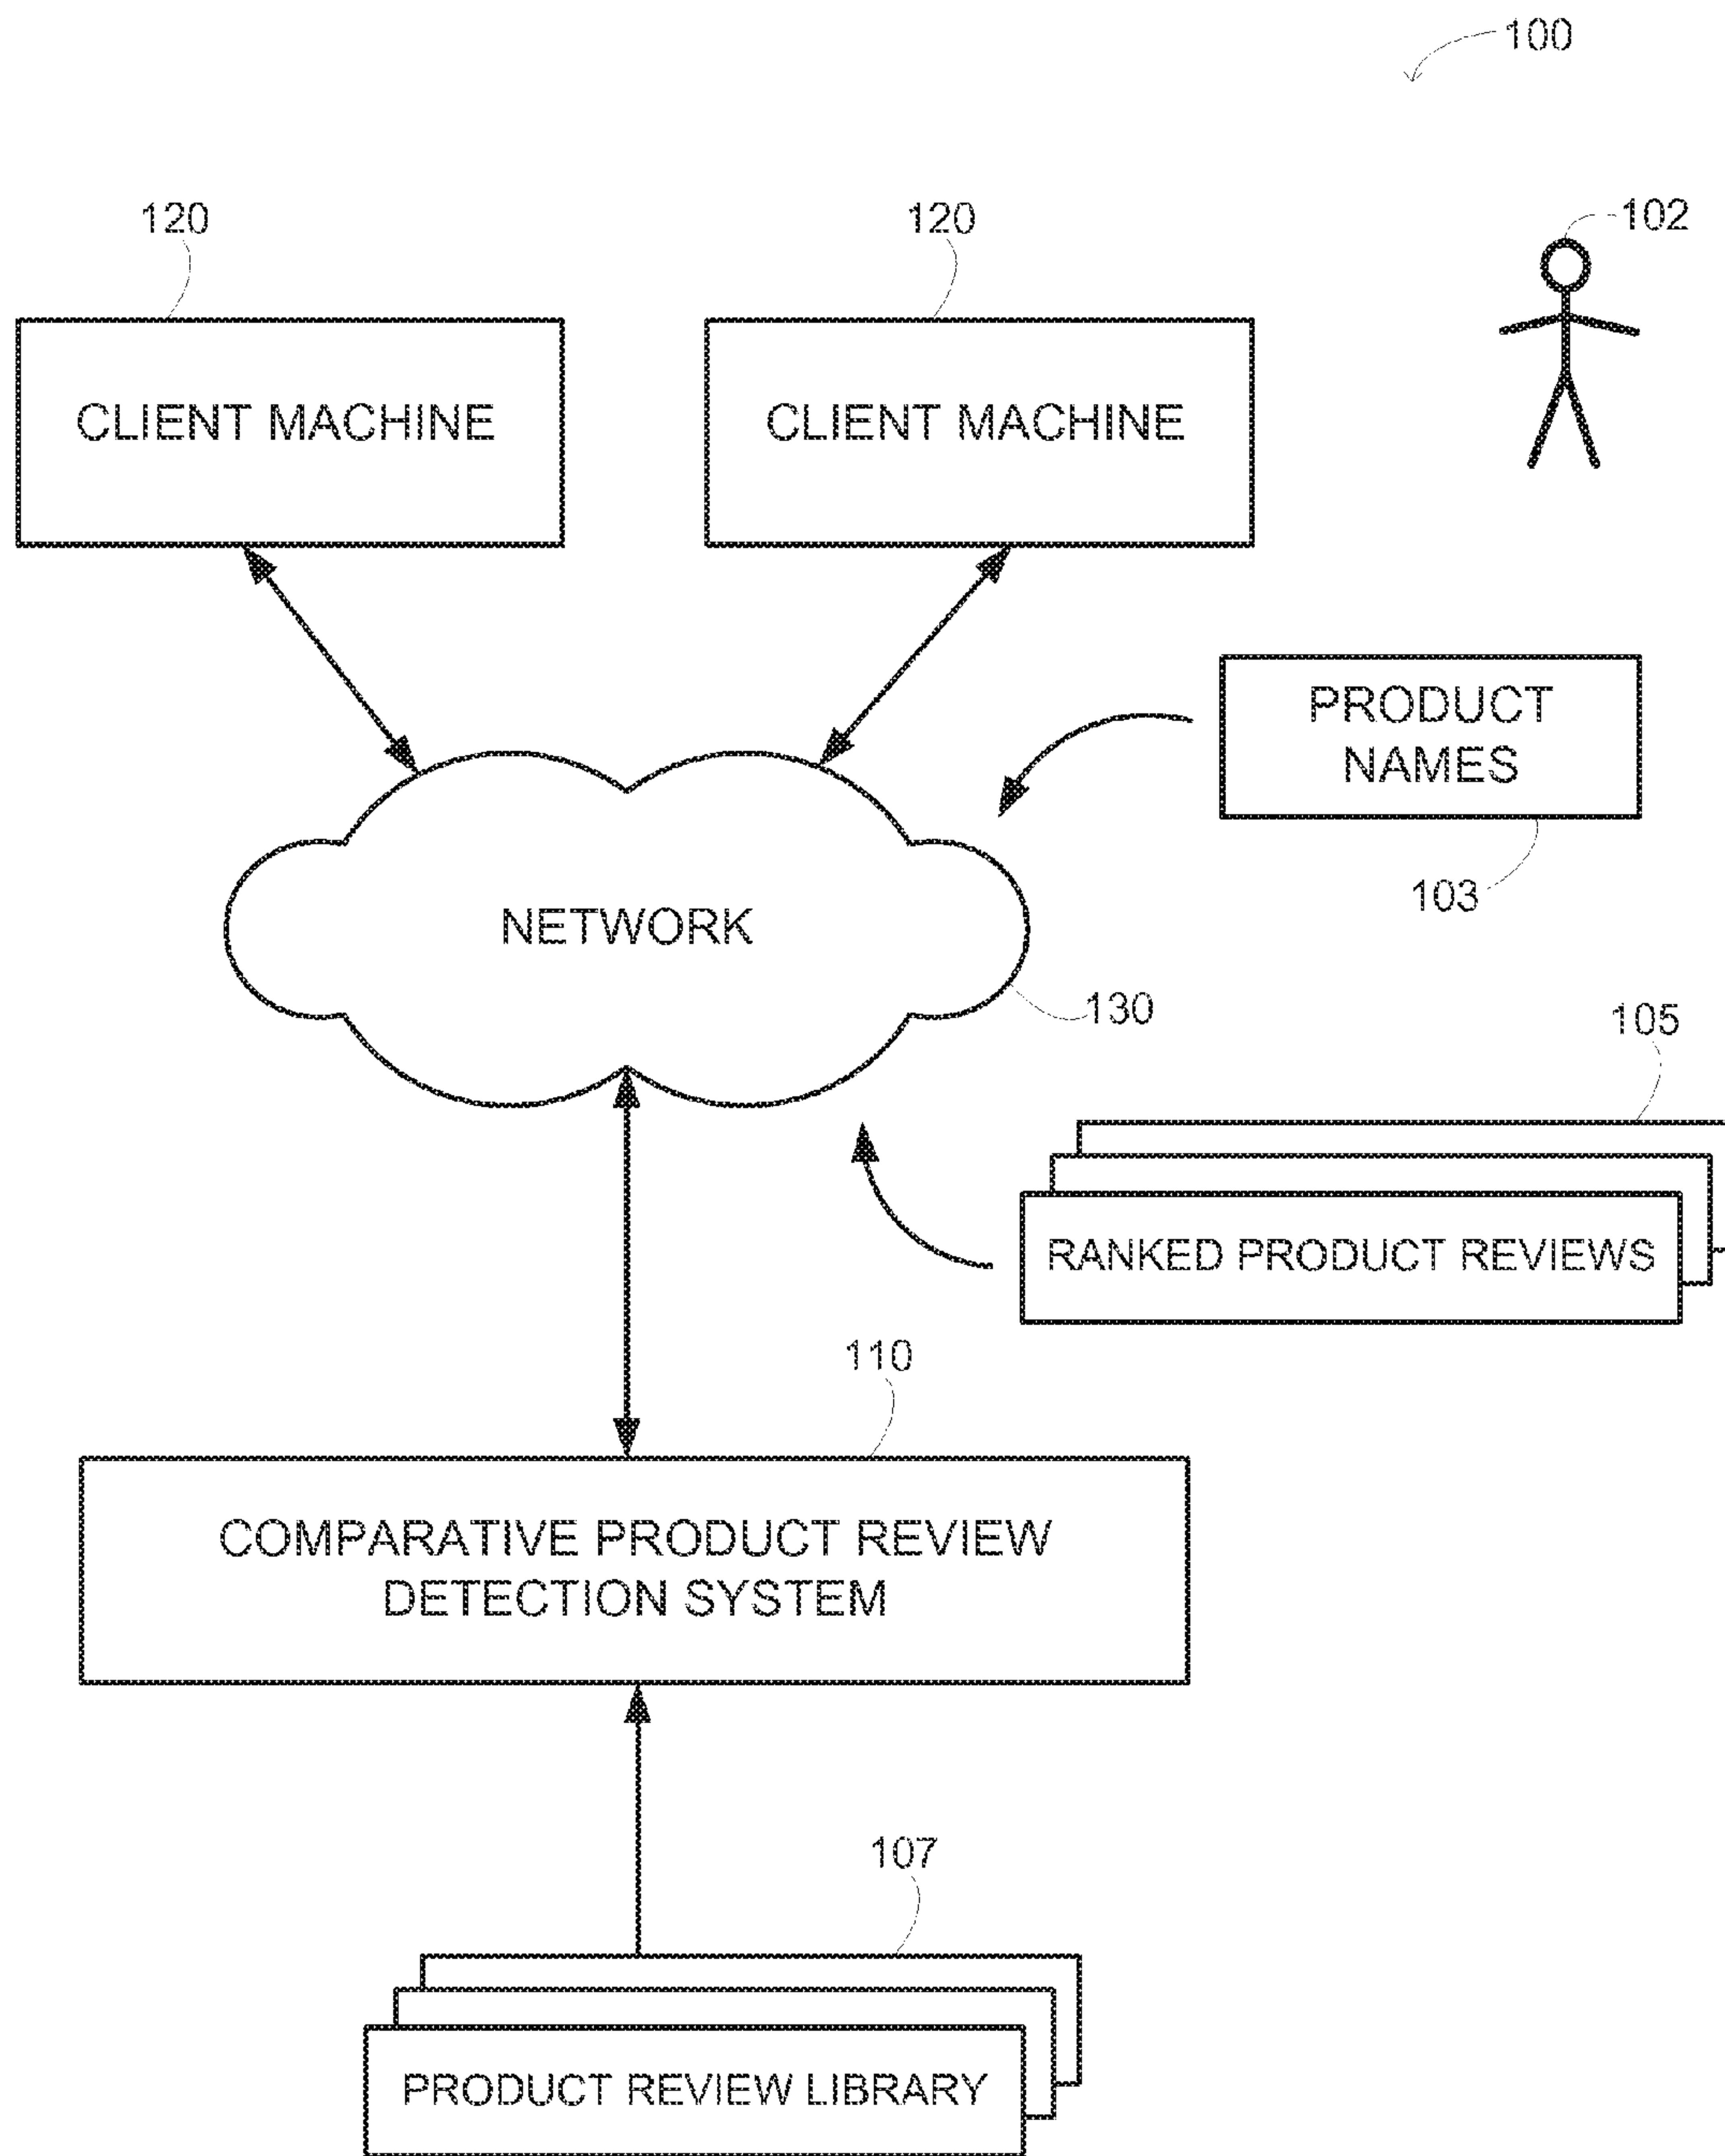 100
120
120
102
CLIENT MACHINE
CLIENT MACHINE
PRODUCT
NAMES
103
NETWORK
130
105
RANKED PRODUCT REVIEWS
110
COMPARATIVE PRODUCT REVIEW
DETECTION SYSTEM
107
PRODUCT REVIEW LIBRARY